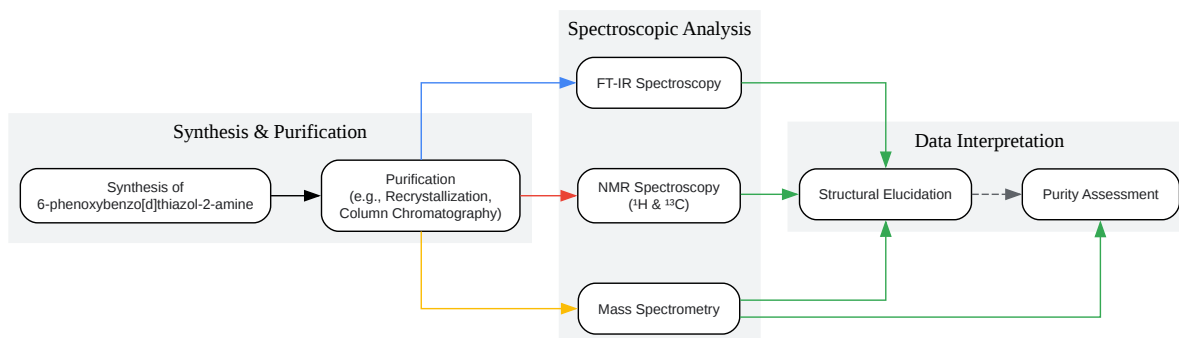 Synthesis & Purification
Synthesis of
6-phenoxybenzo[d]thiazol-2-amine
Purification
(e.g., Recrystallization,
Column Chromatography)
Spectroscopic Analysis
FT-IR Spectroscopy
NMR Spectroscopy
(¹H & ¹³C)
Mass Spectrometry
Data Interpretation
Structural Elucidation
Purity Assessment